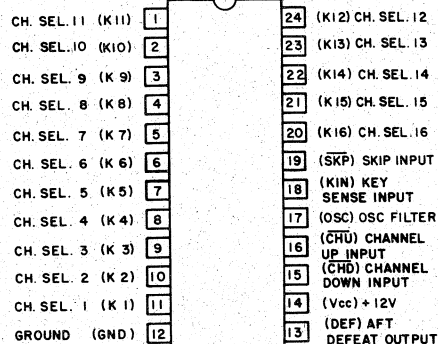 CH. SEL. 11 (K11) 1
CH. SEL. 10 (K10) 2
CH. SEL. 9 (K 9) 3
CH. SEL. 8 (K 8) 4
CH. SEL. 7 (K 7) 5
CH. SEL. 6 (K 6) 6
CH. SEL. 5 (K 5) 7
CH. SEL. 4 (K 4) 8
CH. SEL. 3 (K 3) 9
CH. SEL. 2 (K 2) 10
CH. SEL. 1 (K 1) 11
GROUND (GND) 12
24 (K12) CH. SEL. 12
23 (K13) CH. SEL. 13
22 (K14) CH. SEL. 14
21 (K15) CH. SEL. 15
20 (K16) CH. SEL. 16
19 (S̅K̅P̅) SKIP INPUT
18 (KIN) KEY
SENSE INPUT
17 (OSC) OSC FILTER
16 (C̅H̅U̅) CHANNEL
UP INPUT
15 (C̅H̅D̅) CHANNEL
DOWN INPUT
14 (Vcc) + 12V
13 (DEF) AFT
DEFEAT OUTPUT